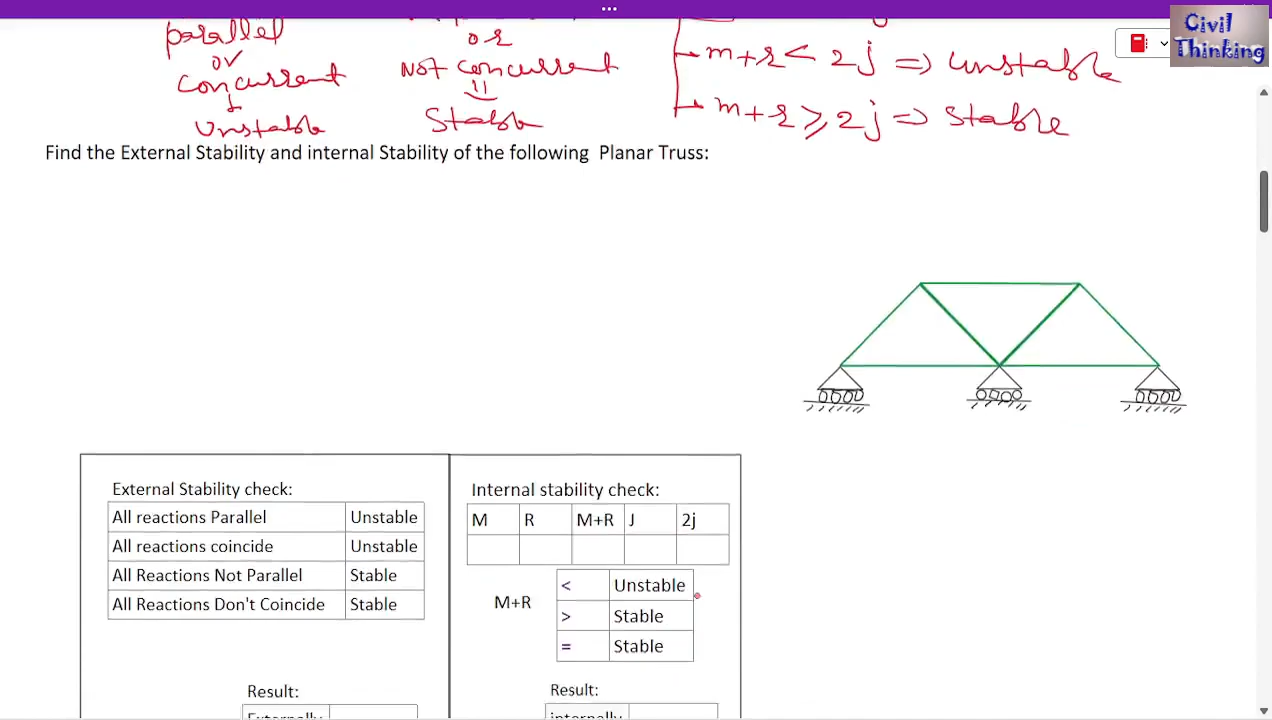 parallel
or
Concurrent
Unstable
or
Not concurrent
Stable
m+r < 2j => Unstable
m+r ≥ 2j => Stable
Civil
Thinking
Find the External Stability and internal Stability of the following Planar Truss:
External Stability check:
All reactions Parallel Unstable
All reactions coincide Unstable
All Reactions Not Parallel Stable
All Reactions Don't Coincide Stable
Result:
Externally
Internal stability check:
M R M+R J 2j
M+R
< Unstable
> Stable
= Stable
Result:
internally